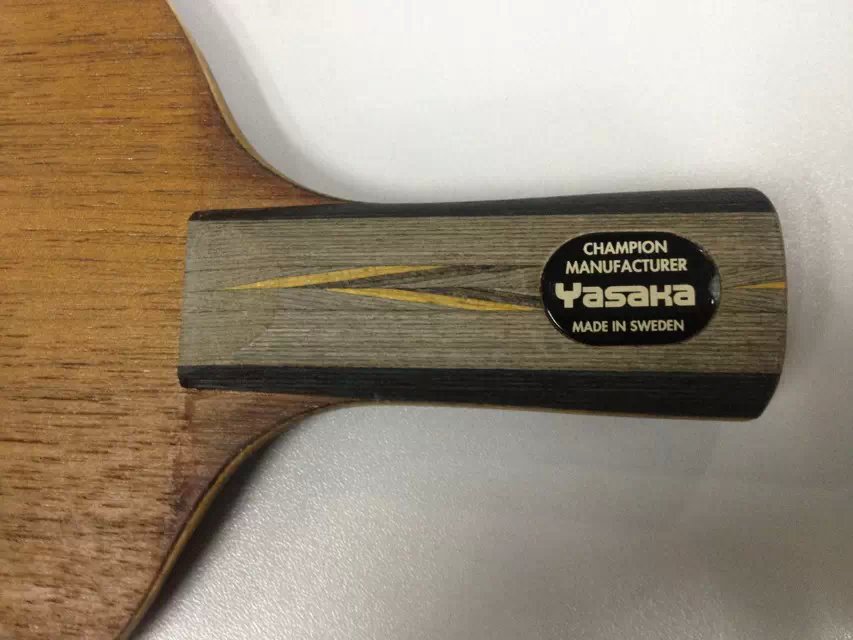 CHAMPION
MANUFACTURER
Yasaka
MADE IN SWEDEN